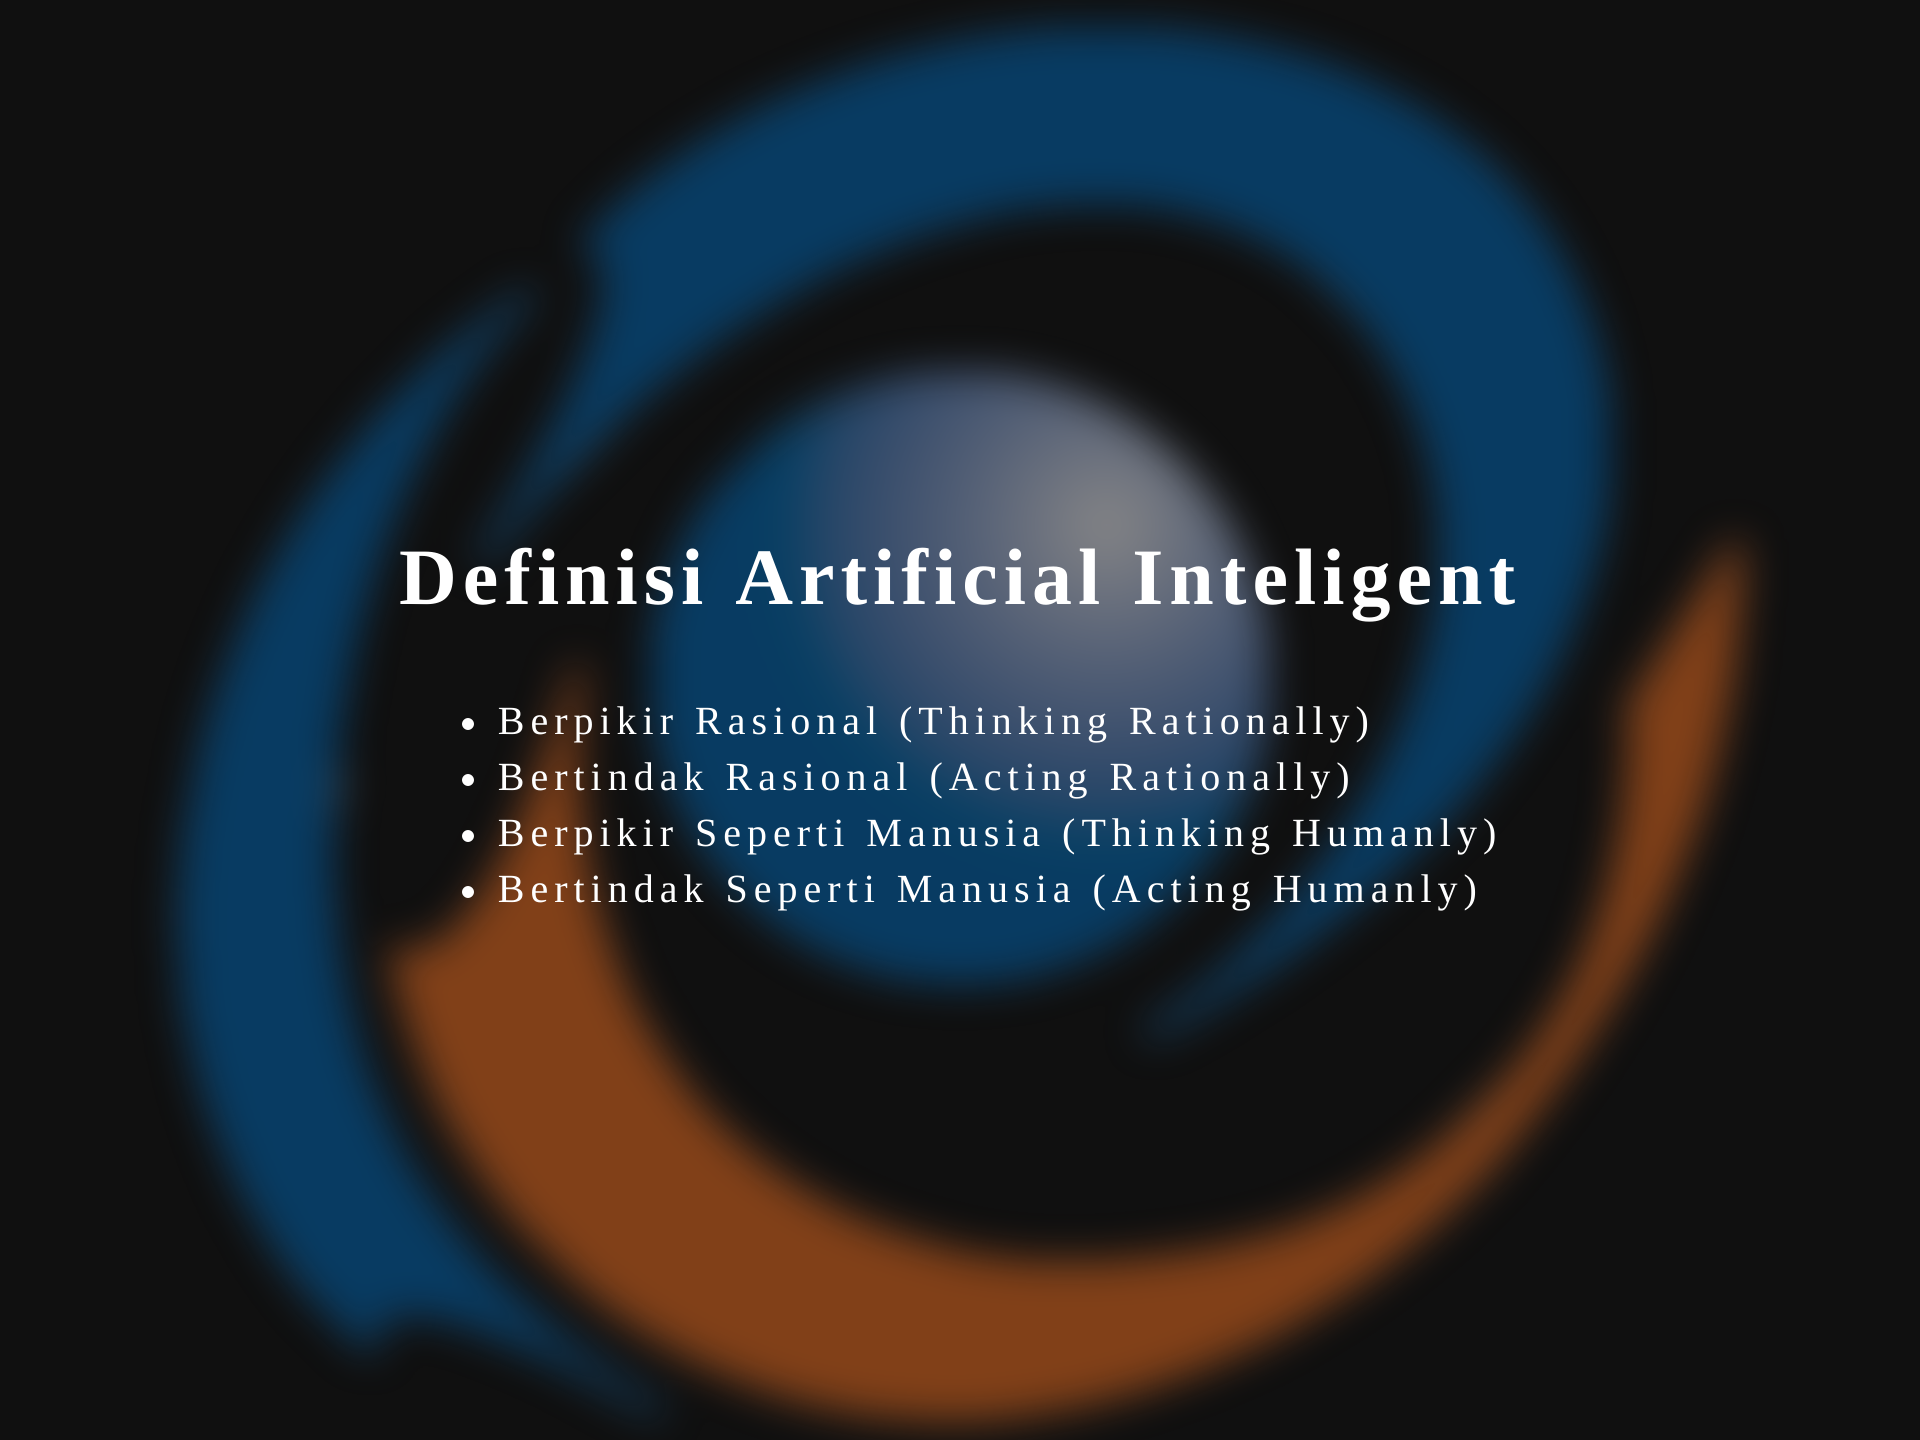 Definisi Artificial Inteligent
• Berpikir Rasional (Thinking Rationally)
• Bertindak Rasional (Acting Rationally)
• Berpikir Seperti Manusia (Thinking Humanly)
• Bertindak Seperti Manusia (Acting Humanly)